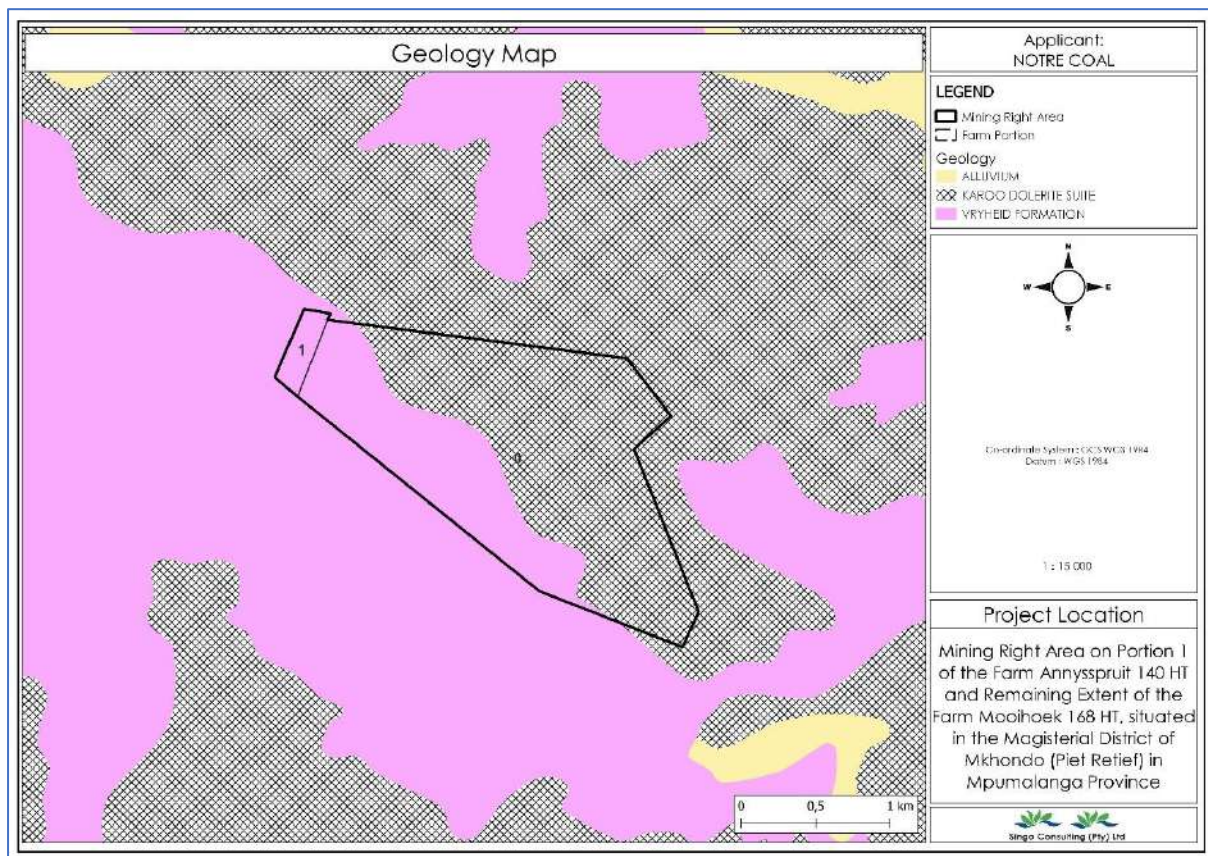 Geology Map
Applicant:
NOTRE COAL
LEGEND
Mining Right Area
Farm Portion
Geology
ALLUVIUM
KAROO DOLERITE SUITE
VRYHEID FORMATION
N
W
E
S
Co-ordinate System : GCS WGS 1984
Datum : WGS 1984
1 : 15 000
Project Location
Mining Right Area on Portion 1
of the Farm Annysspruit 140 HT
and Remaining Extent of the
Farm Mooihoek 168 HT, situated
in the Magisterial District of
Mkhondo (Piet Retief) in
Mpumalanga Province
Singo Consulting (Pty) Ltd
1
0
0
0,5
1 km